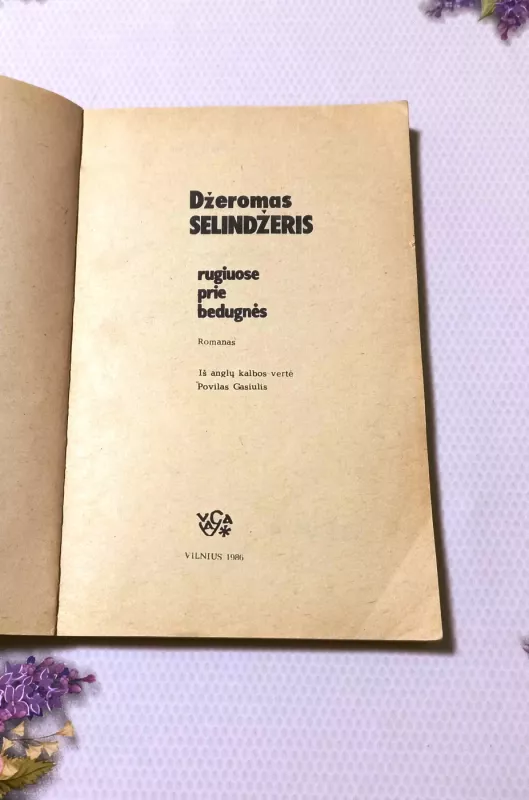 Džeromas
SELINDŽERIS
rugiuose
prie
bedugnės
Romanas
Iš anglų kalbos vertė
Povilas Gasiulis
VILNIUS 1986